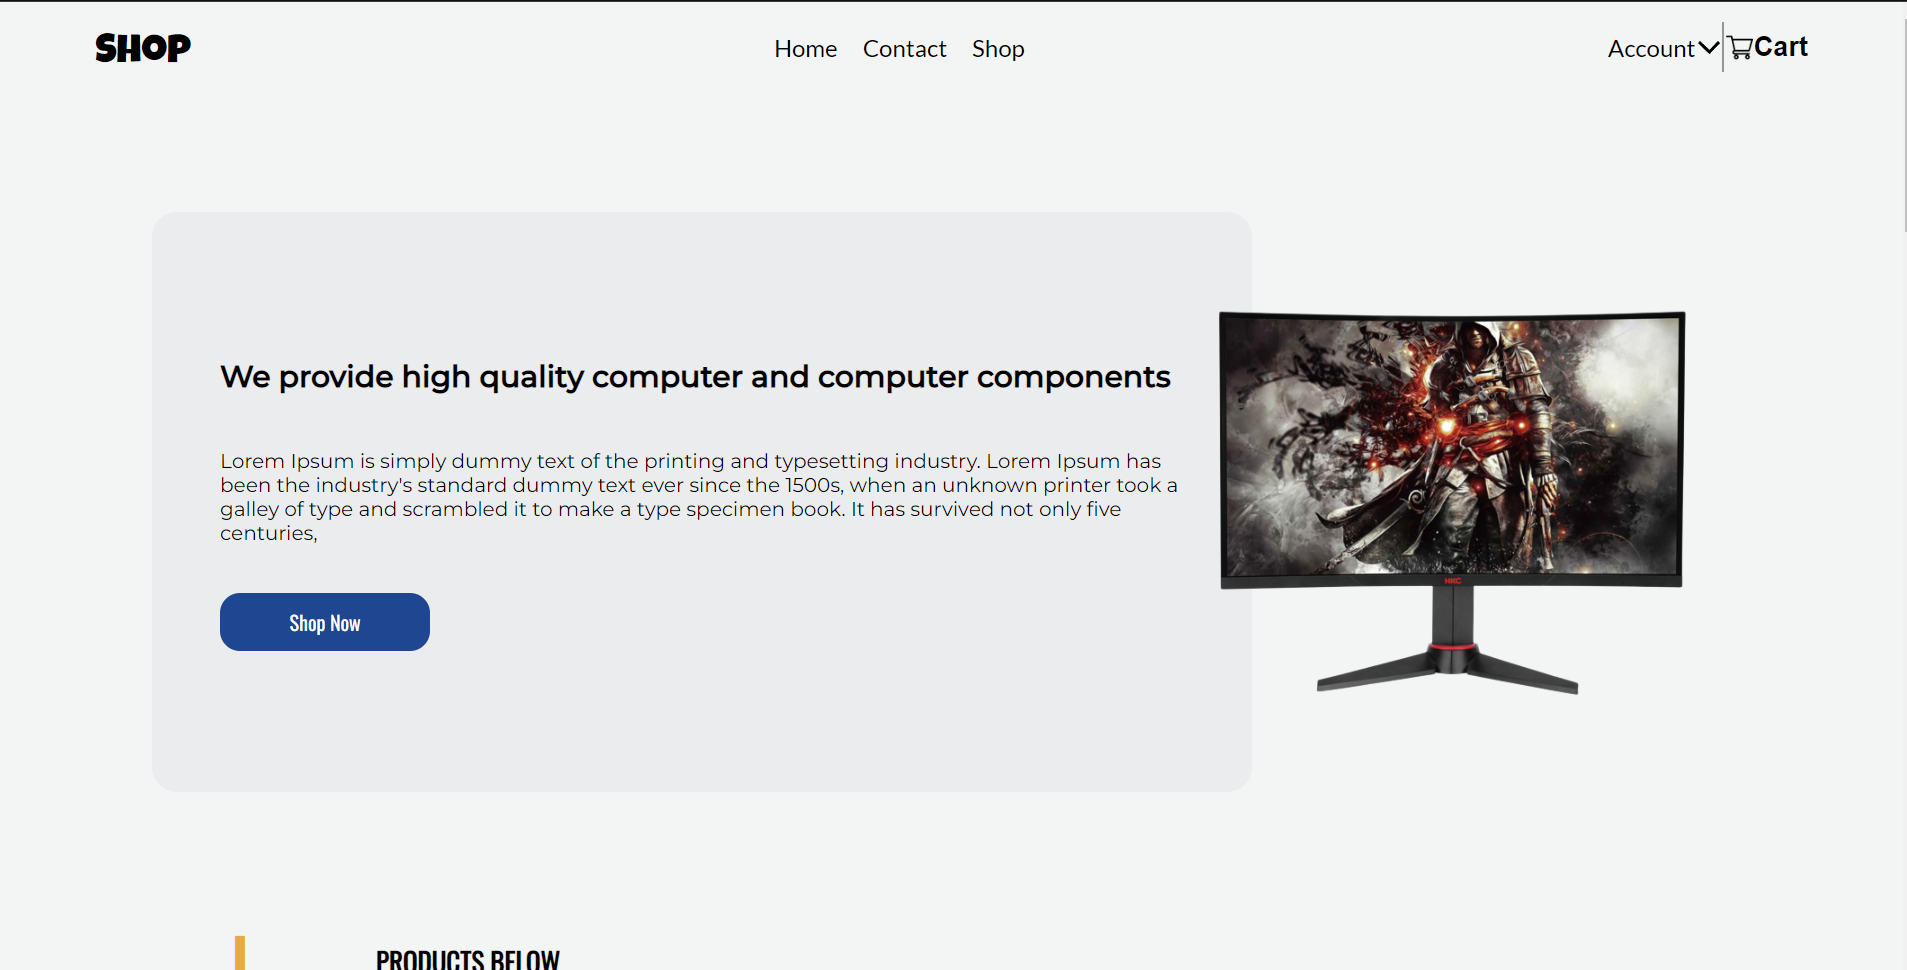 SHOP
Home Contact Shop
Account Cart
We provide high quality computer and computer components
Lorem Ipsum is simply dummy text of the printing and typesetting industry. Lorem Ipsum has
been the industry's standard dummy text ever since the 1500s, when an unknown printer took a
galley of type and scrambled it to make a type specimen book. It has survived not only five
centuries,
HKC
Shop Now
PRODUCTS BELOW